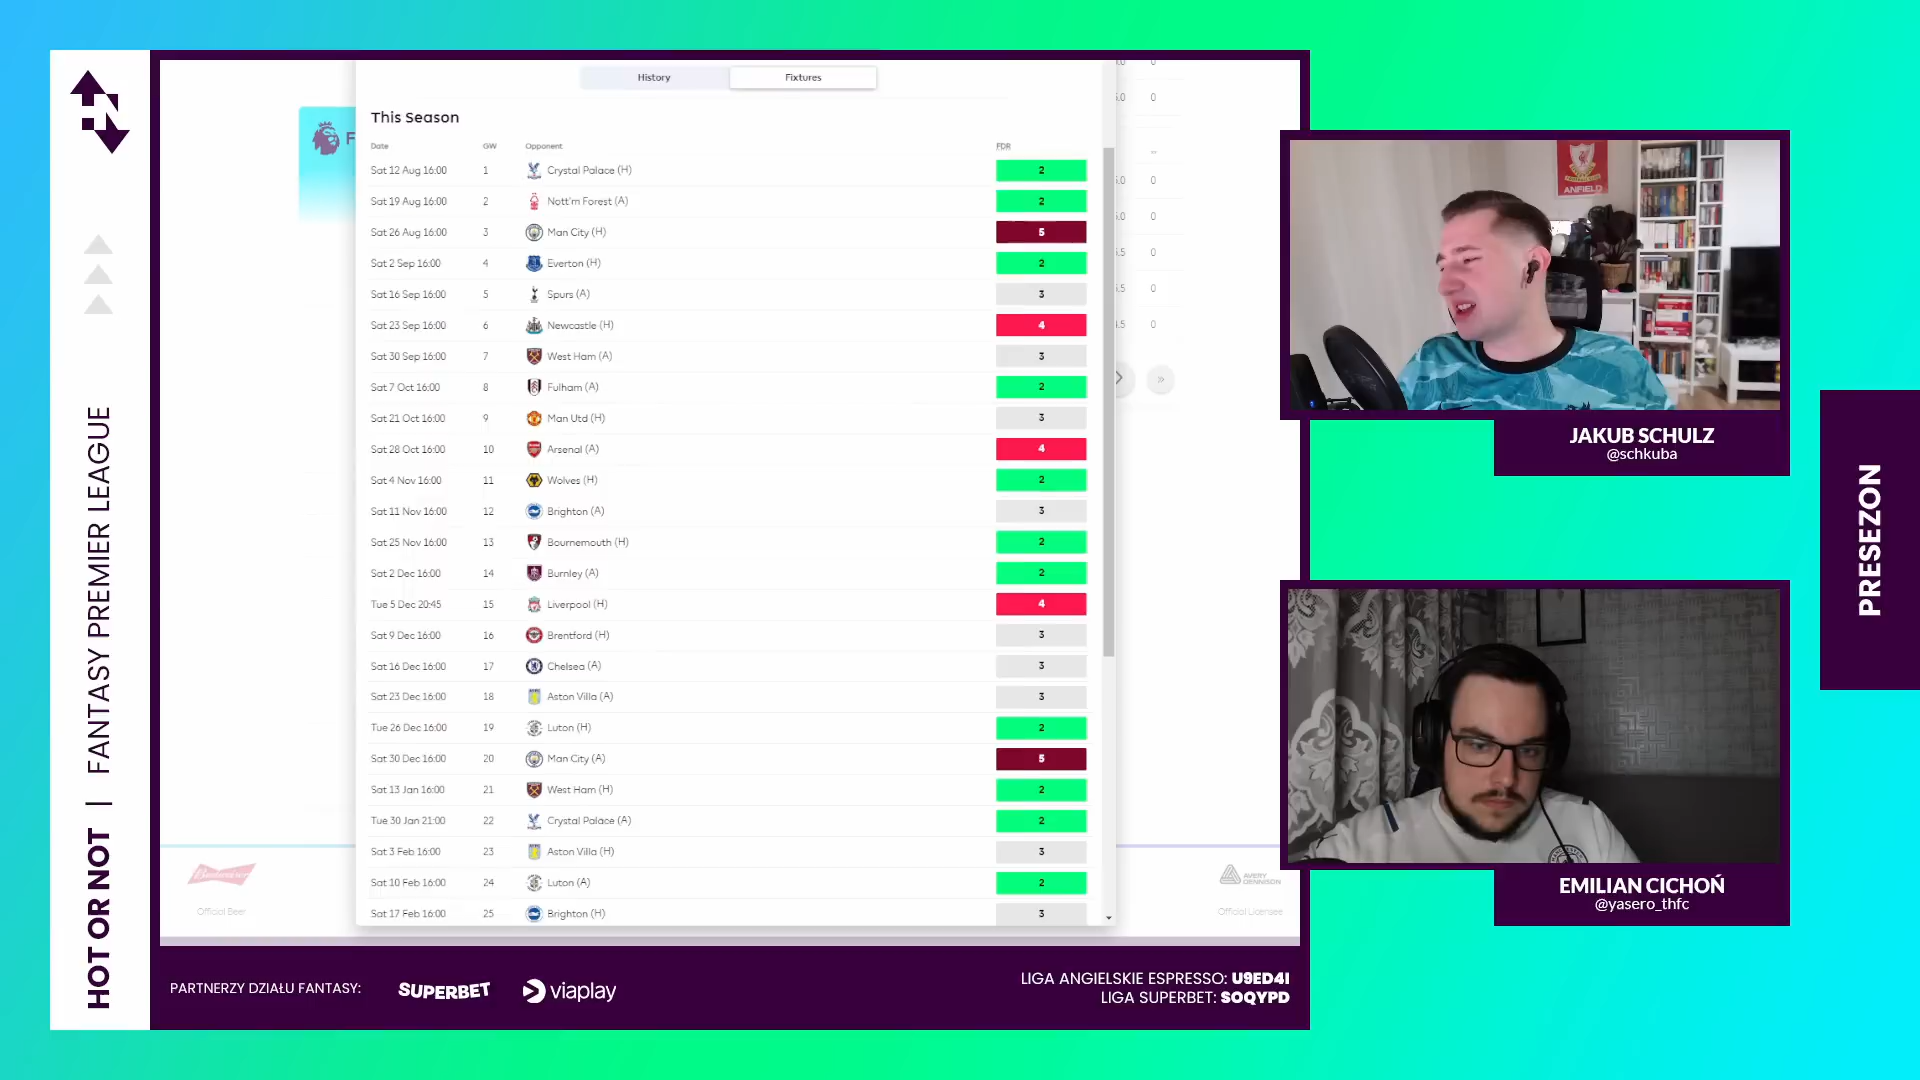 HOT OR NOT | FANTASY PREMIER LEAGUE
History
Fixtures
This Season
Date GW Opponent FDR
Sat 12 Aug 16:00 1 Crystal Palace (H) 2
Sat 19 Aug 16:00 2 Nott'm Forest (A) 2
Sat 26 Aug 16:00 3 Man City (H) 5
Sat 2 Sep 16:00 4 Everton (H) 2
Sat 16 Sep 16:00 5 Spurs (A) 3
Sat 23 Sep 16:00 6 Newcastle (H) 4
Sat 30 Sep 16:00 7 West Ham (A) 3
Sat 7 Oct 16:00 8 Fulham (A) 2
Sat 21 Oct 16:00 9 Man Utd (H) 3
Sat 28 Oct 16:00 10 Arsenal (A) 4
Sat 4 Nov 16:00 11 Wolves (H) 2
Sat 11 Nov 16:00 12 Brighton (A) 3
Sat 25 Nov 16:00 13 Bournemouth (H) 2
Sat 2 Dec 16:00 14 Burnley (A) 2
Tue 5 Dec 20:45 15 Liverpool (H) 4
Sat 9 Dec 16:00 16 Brentford (H) 3
Sat 16 Dec 16:00 17 Chelsea (A) 3
Sat 23 Dec 16:00 18 Aston Villa (A) 3
Tue 26 Dec 16:00 19 Luton (H) 2
Sat 30 Dec 16:00 20 Man City (A) 5
Sat 13 Jan 16:00 21 West Ham (H) 2
Tue 30 Jan 21:00 22 Crystal Palace (A) 2
Sat 3 Feb 16:00 23 Aston Villa (H) 3
Sat 10 Feb 16:00 24 Luton (A) 2
Sat 17 Feb 16:00 25 Brighton (H) 3
Budweiser
Official Beer
AVERY
DENNISON
Official Licensee
ANFIELD
JAKUB SCHULZ
@schkuba
EMILIAN CICHOŃ
@yasero_thfc
PRESEZON
PARTNERZY DZIAŁU FANTASY: SUPERBET viaplay
LIGA ANGIELSKIE ESPRESSO: U9ED4I
LIGA SUPERBET: SOQYPD